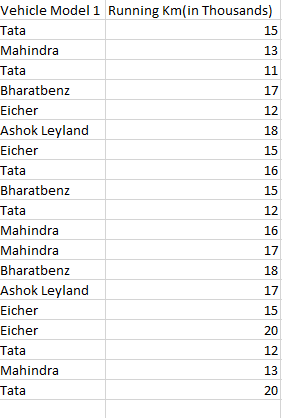 Vehicle Model 1 Running Km(in Thousands)
Tata 15
Mahindra 13
Tata 11
Bharatbenz 17
Eicher 12
Ashok Leyland 18
Eicher 15
Tata 16
Bharatbenz 15
Tata 12
Mahindra 16
Mahindra 17
Bharatbenz 18
Ashok Leyland 17
Eicher 15
Eicher 20
Tata 12
Mahindra 13
Tata 20